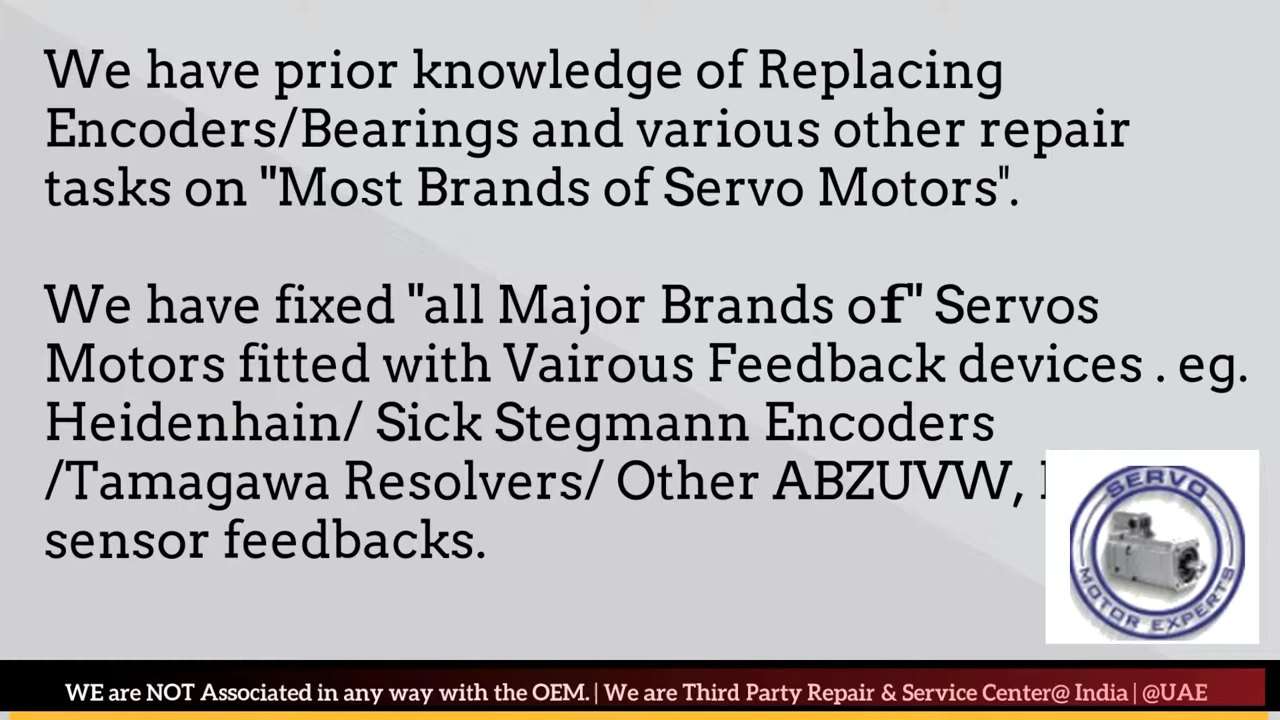 We have prior knowledge of Replacing
Encoders/Bearings and various other repair
tasks on "Most Brands of Servo Motors".
We have fixed "all Major Brands of" Servos
Motors fitted with Vairous Feedback devices . eg.
Heidenhain/ Sick Stegmann Encoders
/Tamagawa Resolvers/ Other ABZUVW,
sensor feedbacks.
SERVO
MOTOR EXPERTS
WE are NOT Associated in any way with the OEM. | We are Third Party Repair & Service Center@ India | @UAE